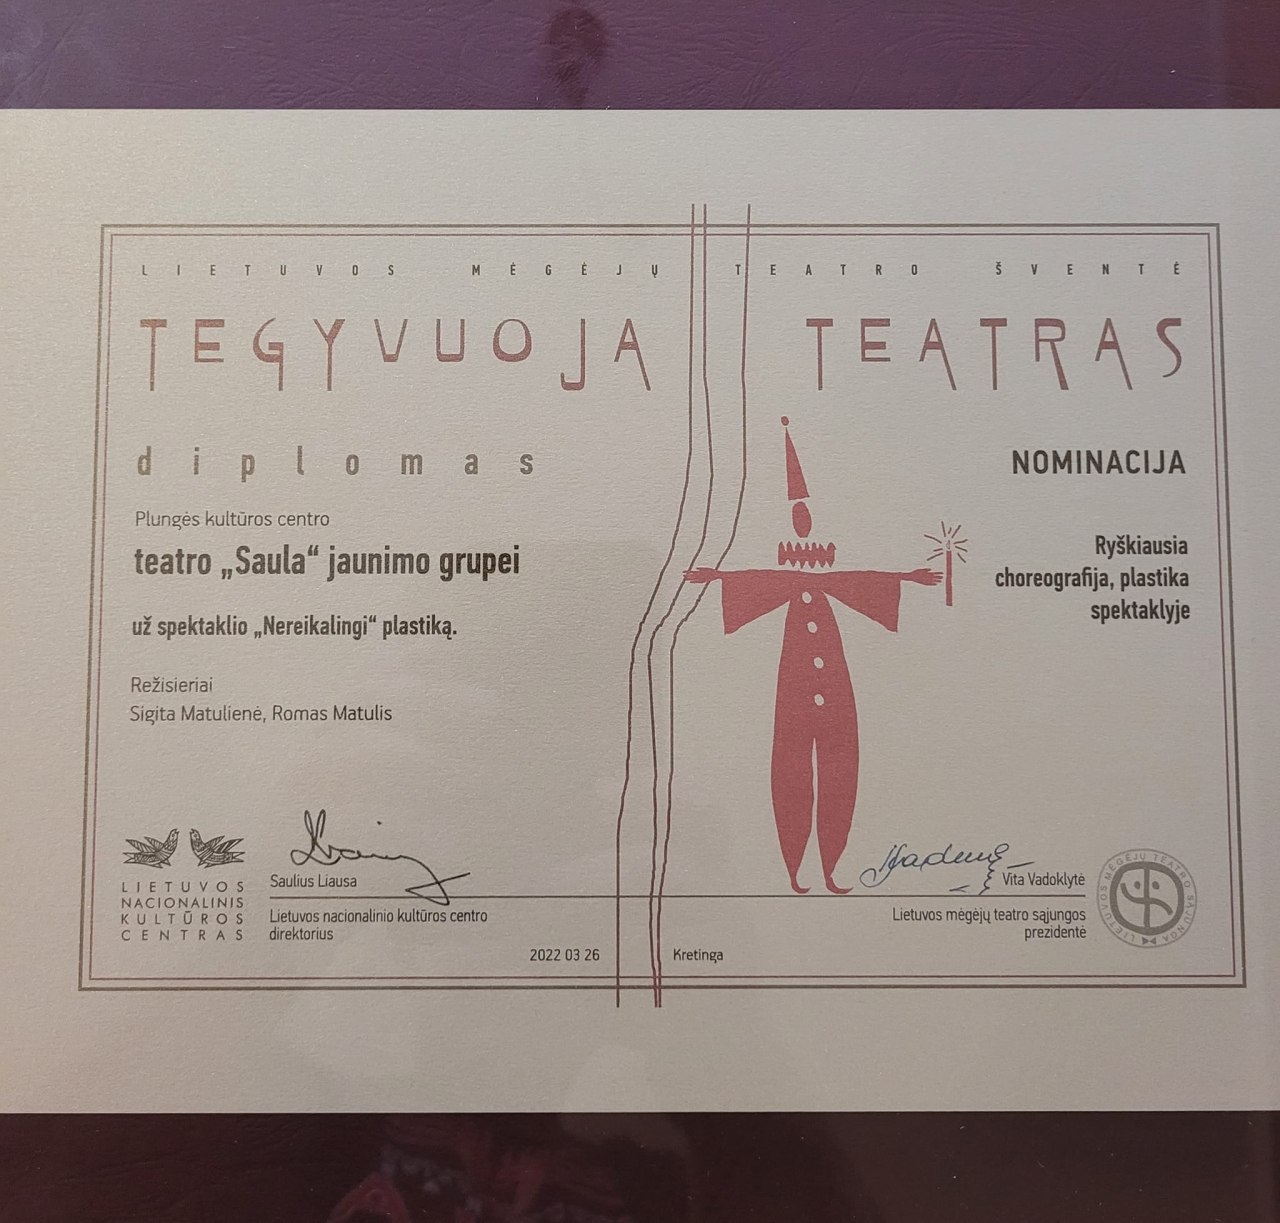 LIETUVOS MĖGĖJŲ TEATRO ŠVENTĖ
TEGYVUOJA TEATRAS
diplomas
Plungės kultūros centro
teatro „Saula“ jaunimo grupei
už spektaklio „Nereikalingi“ plastiką.
Režisieriai
Sigita Matulienė, Romas Matulis
NOMINACIJA
Ryškiausia
choreografija, plastika
spektaklyje
LIETUVOS
NACIONALINIS
KULTŪROS
CENTRAS
Saulius Liausa
Lietuvos nacionalinio kultūros centro
direktorius
2022 03 26
Kretinga
Vita Vadoklytė
Lietuvos mėgėjų teatro sąjungos
prezidentė
LIETUVOS MĖGĖJŲ TEATRO SĄJUNGA